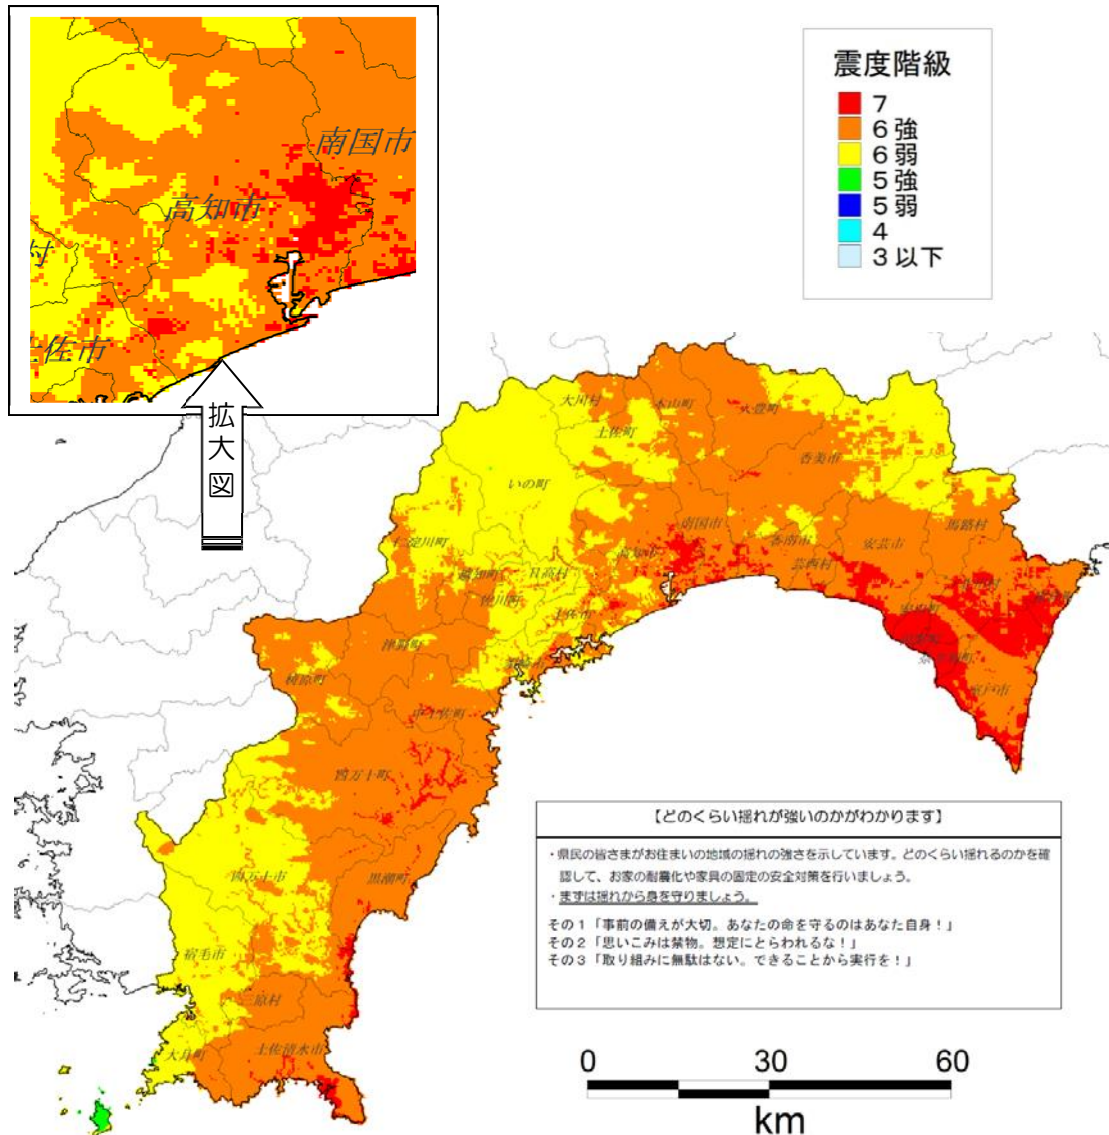 南国市
高知市
村
土佐市
拡
大
図
震度階級
7
6強
6弱
5強
5弱
4
3以下
大川村
本山町
大豊町
土佐町
香美市
いの町
南国市
馬路村
仁淀川町
香南市
安芸市
高知市
越知町
日高村
芸西村
佐川町
土佐市
津野町
室戸市
梼原町
中土佐町
四万十町
四万十市
黒潮町
宿毛市
三原村
大月町
土佐清水市
【どのくらい揺れが強いのかがわかります】
・県民の皆さまがお住まいの地域の揺れの強さを示しています。どのくらい揺れるのかを確
認して、お家の耐震化や家具の固定の安全対策を行いましょう。
・まずは揺れから身を守りましょう。
その１「事前の備えが大切。あなたの命を守るのはあなた自身！」
その２「思いこみは禁物。想定にとらわれるな！」
その３「取り組みに無駄はない。できることから実行を！」
0 30 60
km